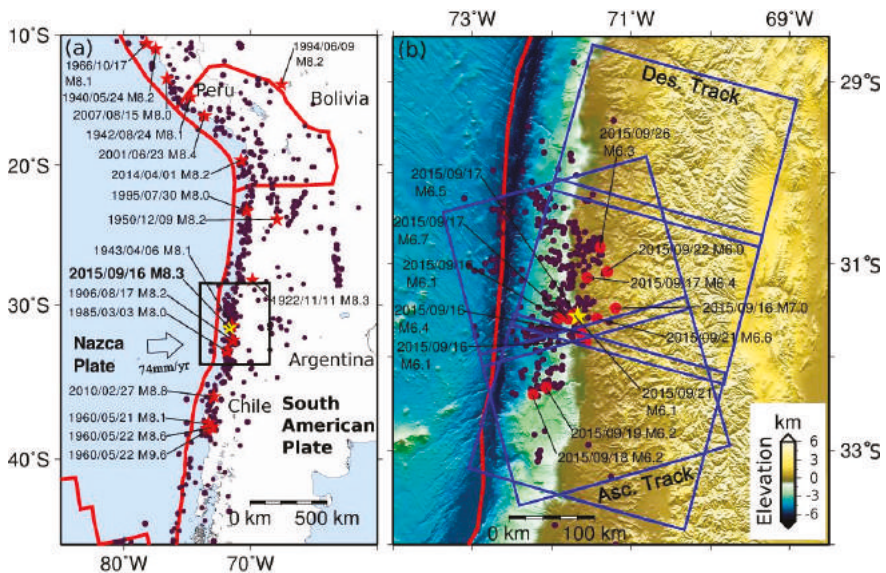 73°W 71°W 69°W
10°S
(a)
1994/06/09
M8.2
1966/10/17
M8.1
Peru
Bolivia
1940/05/24 M8.2
2007/08/15 M8.0
1942/08/24 M8.1
2001/06/23 M8.4
20°S
2014/04/01 M8.2
1995/07/30 M8.0
1950/12/09 M8.2
1943/04/06 M8.1
2015/09/16 M8.3
30°S
1906/08/17 M8.2
1922/11/11 M8.3
1985/03/03 M8.0
Nazca
Plate
74mm/yr
Argentina
2010/02/27 M8.8
Chile
South
American
Plate
1960/05/21 M8.1
1960/05/22 M8.6
1960/05/22 M9.6
40°S
0 km 500 km
80°W 70°W
(b)
Des. Track
29°S
2015/09/26
M6.3
2015/09/17
M6.5
2015/09/17
M6.7
2015/09/22 M6.0
31°S
2015/09/16
M6.1
2015/09/17 M6.4
2015/09/16 M7.0
2015/09/16
M6.4
2015/09/21 M6.6
2015/09/16
M6.1
2015/09/21
M6.1
2015/09/19 M6.2
2015/09/18 M6.2
33°S
Asc. Track
0 km 100 km
km
Elevation
6
3
0
-3
-6